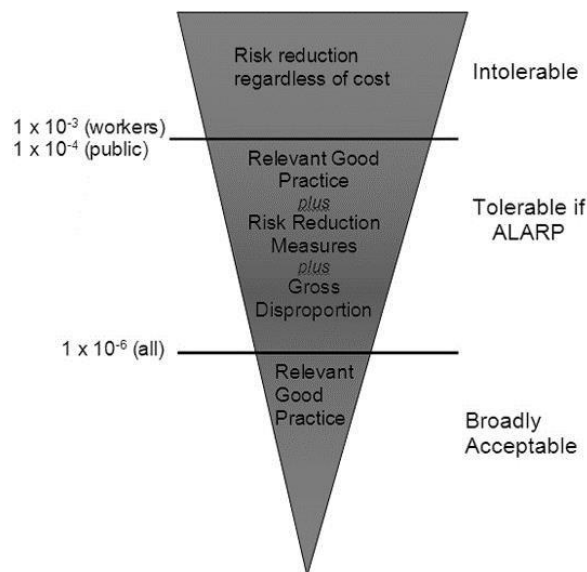 Risk reduction
regardless of cost
Intolerable
1 x 10⁻³ (workers)
1 x 10⁻⁴ (public)
Relevant Good
Practice
plus
Risk Reduction
Measures
plus
Gross
Disproportion
Tolerable if
ALARP
1 x 10⁻⁶ (all)
Relevant
Good
Practice
Broadly
Acceptable